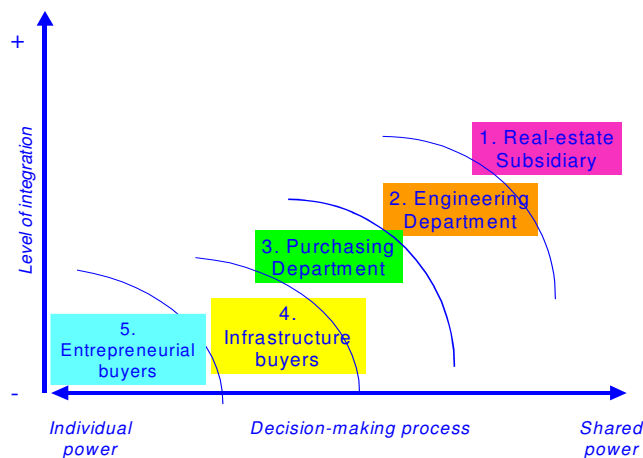 +
Level of integration
1. Real-estate
Subsidiary
2. Engineering
Department
3. Purchasing
Department
4.
Infrastructure
buyers
5.
Entrepreneurial
buyers
-
Individual
power
Decision-making process
Shared
power